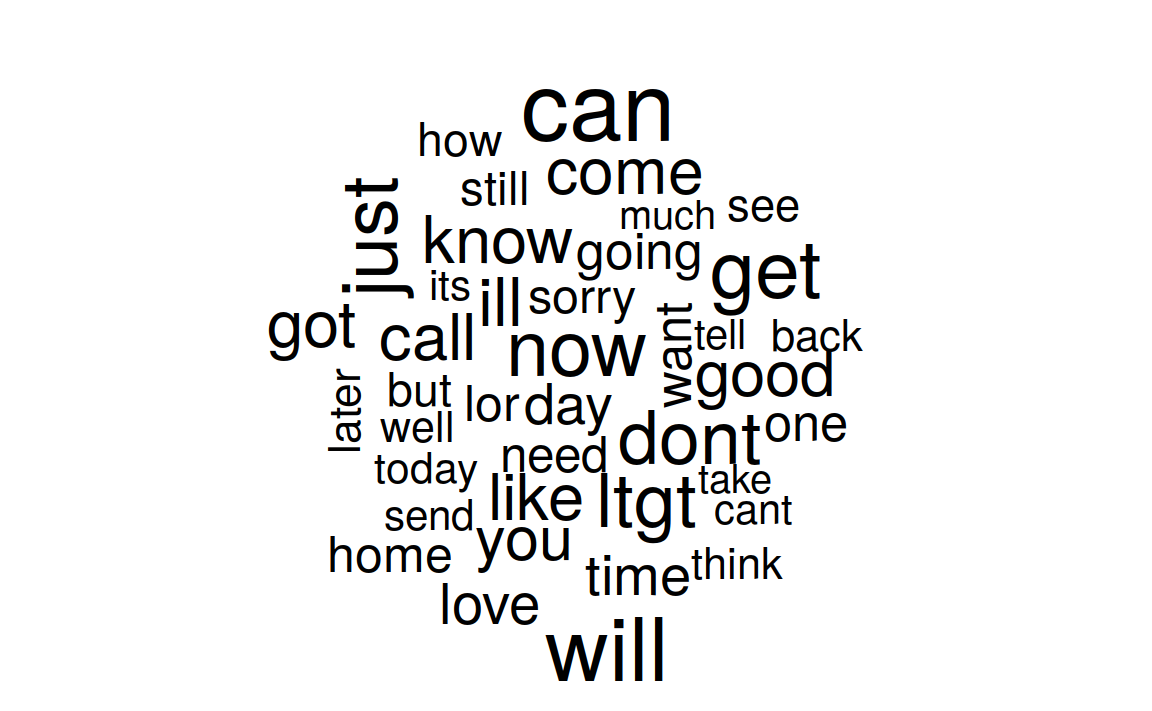 can
how
come
still
just
much
see
know
going
get
its
ill
sorry
got
call
now
want
tell
back
good
later
but
lor
day
well
dont
one
today
need
like
ltgt
take
send
cant
home
you
time
think
love
will